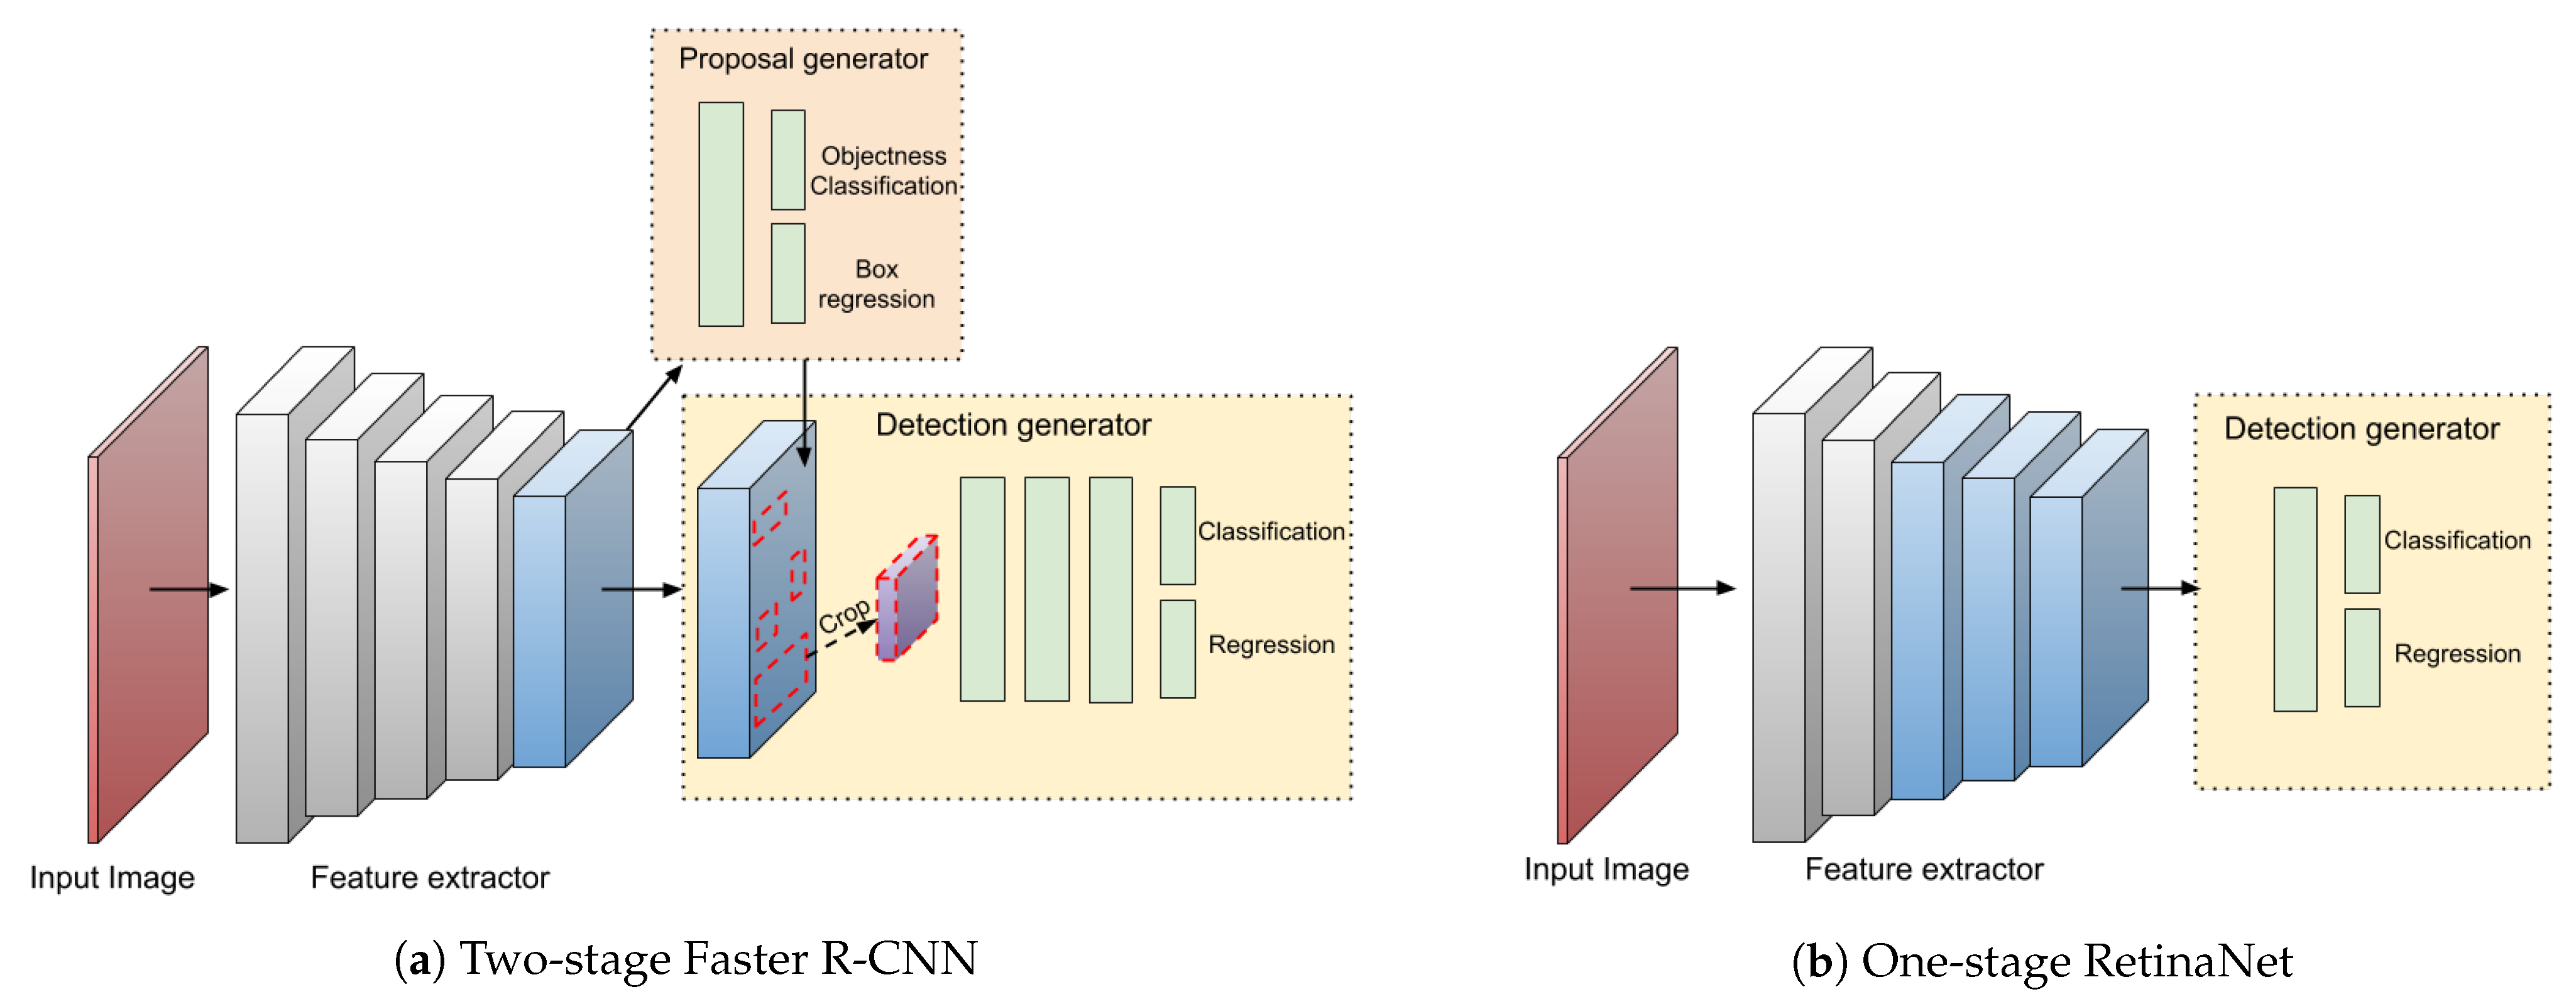 Proposal generator
Objectness
Classification
Box
regression
Detection generator
Classification
Crop
Regression
Input Image
Feature extractor
(a) Two-stage Faster R-CNN
Detection generator
Classification
Regression
Input Image
Feature extractor
(b) One-stage RetinaNet